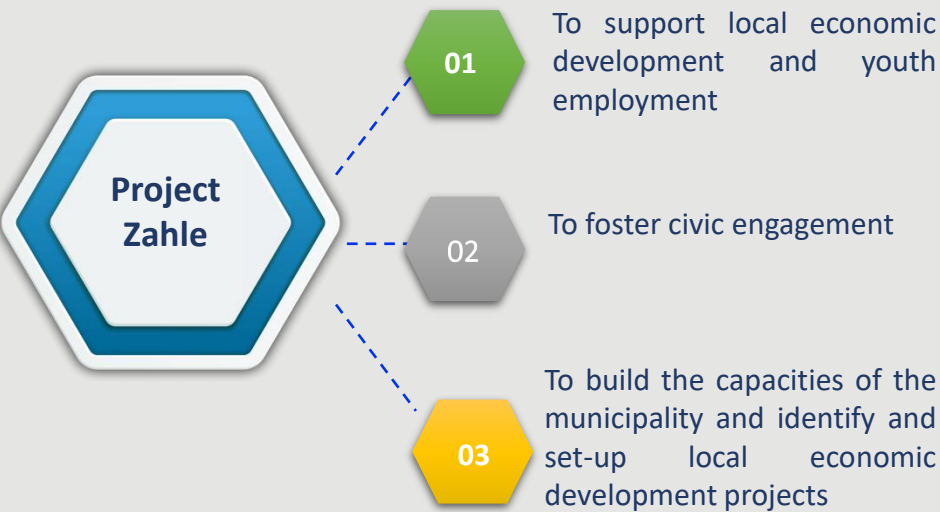 Project
Zahle
01
To support local economic
development and youth
employment
02
To foster civic engagement
03
To build the capacities of the
municipality and identify and
set-up local economic
development projects